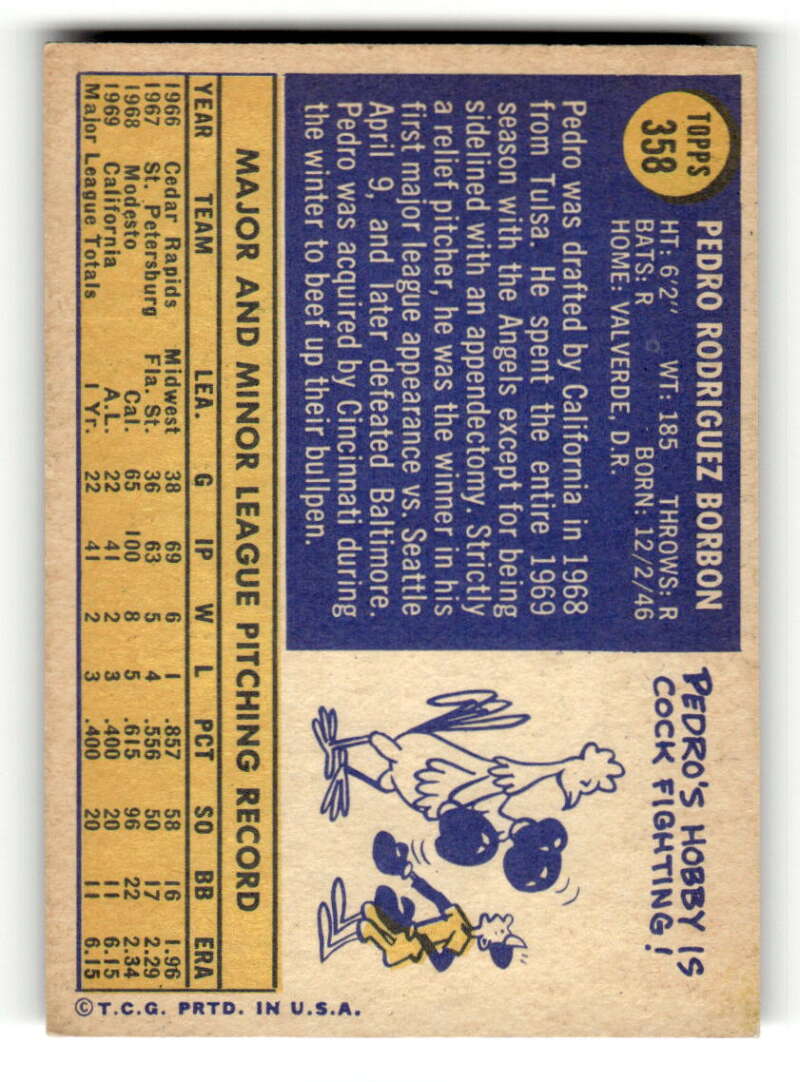 TOPPS
358
PEDRO RODRIGUEZ BORBON
HT: 6'2" WT: 185 THROWS: R
BATS: R BORN: 12/2/46
HOME: VALVERDE, D.R.
Pedro was drafted by California in 1968
from Tulsa. He spent the entire 1969
season with the Angels except for being
sidelined with an appendectomy. Strictly
a relief pitcher, he was the winner in his
first major league appearance vs. Seattle
April 9, and later defeated Baltimore.
Pedro was acquired by Cincinnati during
the winter to beef up their bullpen.
PEDRO'S HOBBY IS
COCK FIGHTING!
MAJOR AND MINOR LEAGUE PITCHING RECORD
YEAR TEAM LEA. G IP W L PCT SO BB ERA
1966 Cedar Rapids Midwest 38 69 6 1 .857 58 16 1.96
1967 St. Petersburg Fla. St. 36 63 5 4 .556 50 17 2.29
1968 Modesto Cal. 65 100 8 5 .615 96 22 2.34
1969 California A.L. 22 41 2 3 .400 20 11 6.15
Major League Totals 1 Yr. 22 41 2 3 .400 20 11 6.15
© T.C.G. PRTD. IN U.S.A.